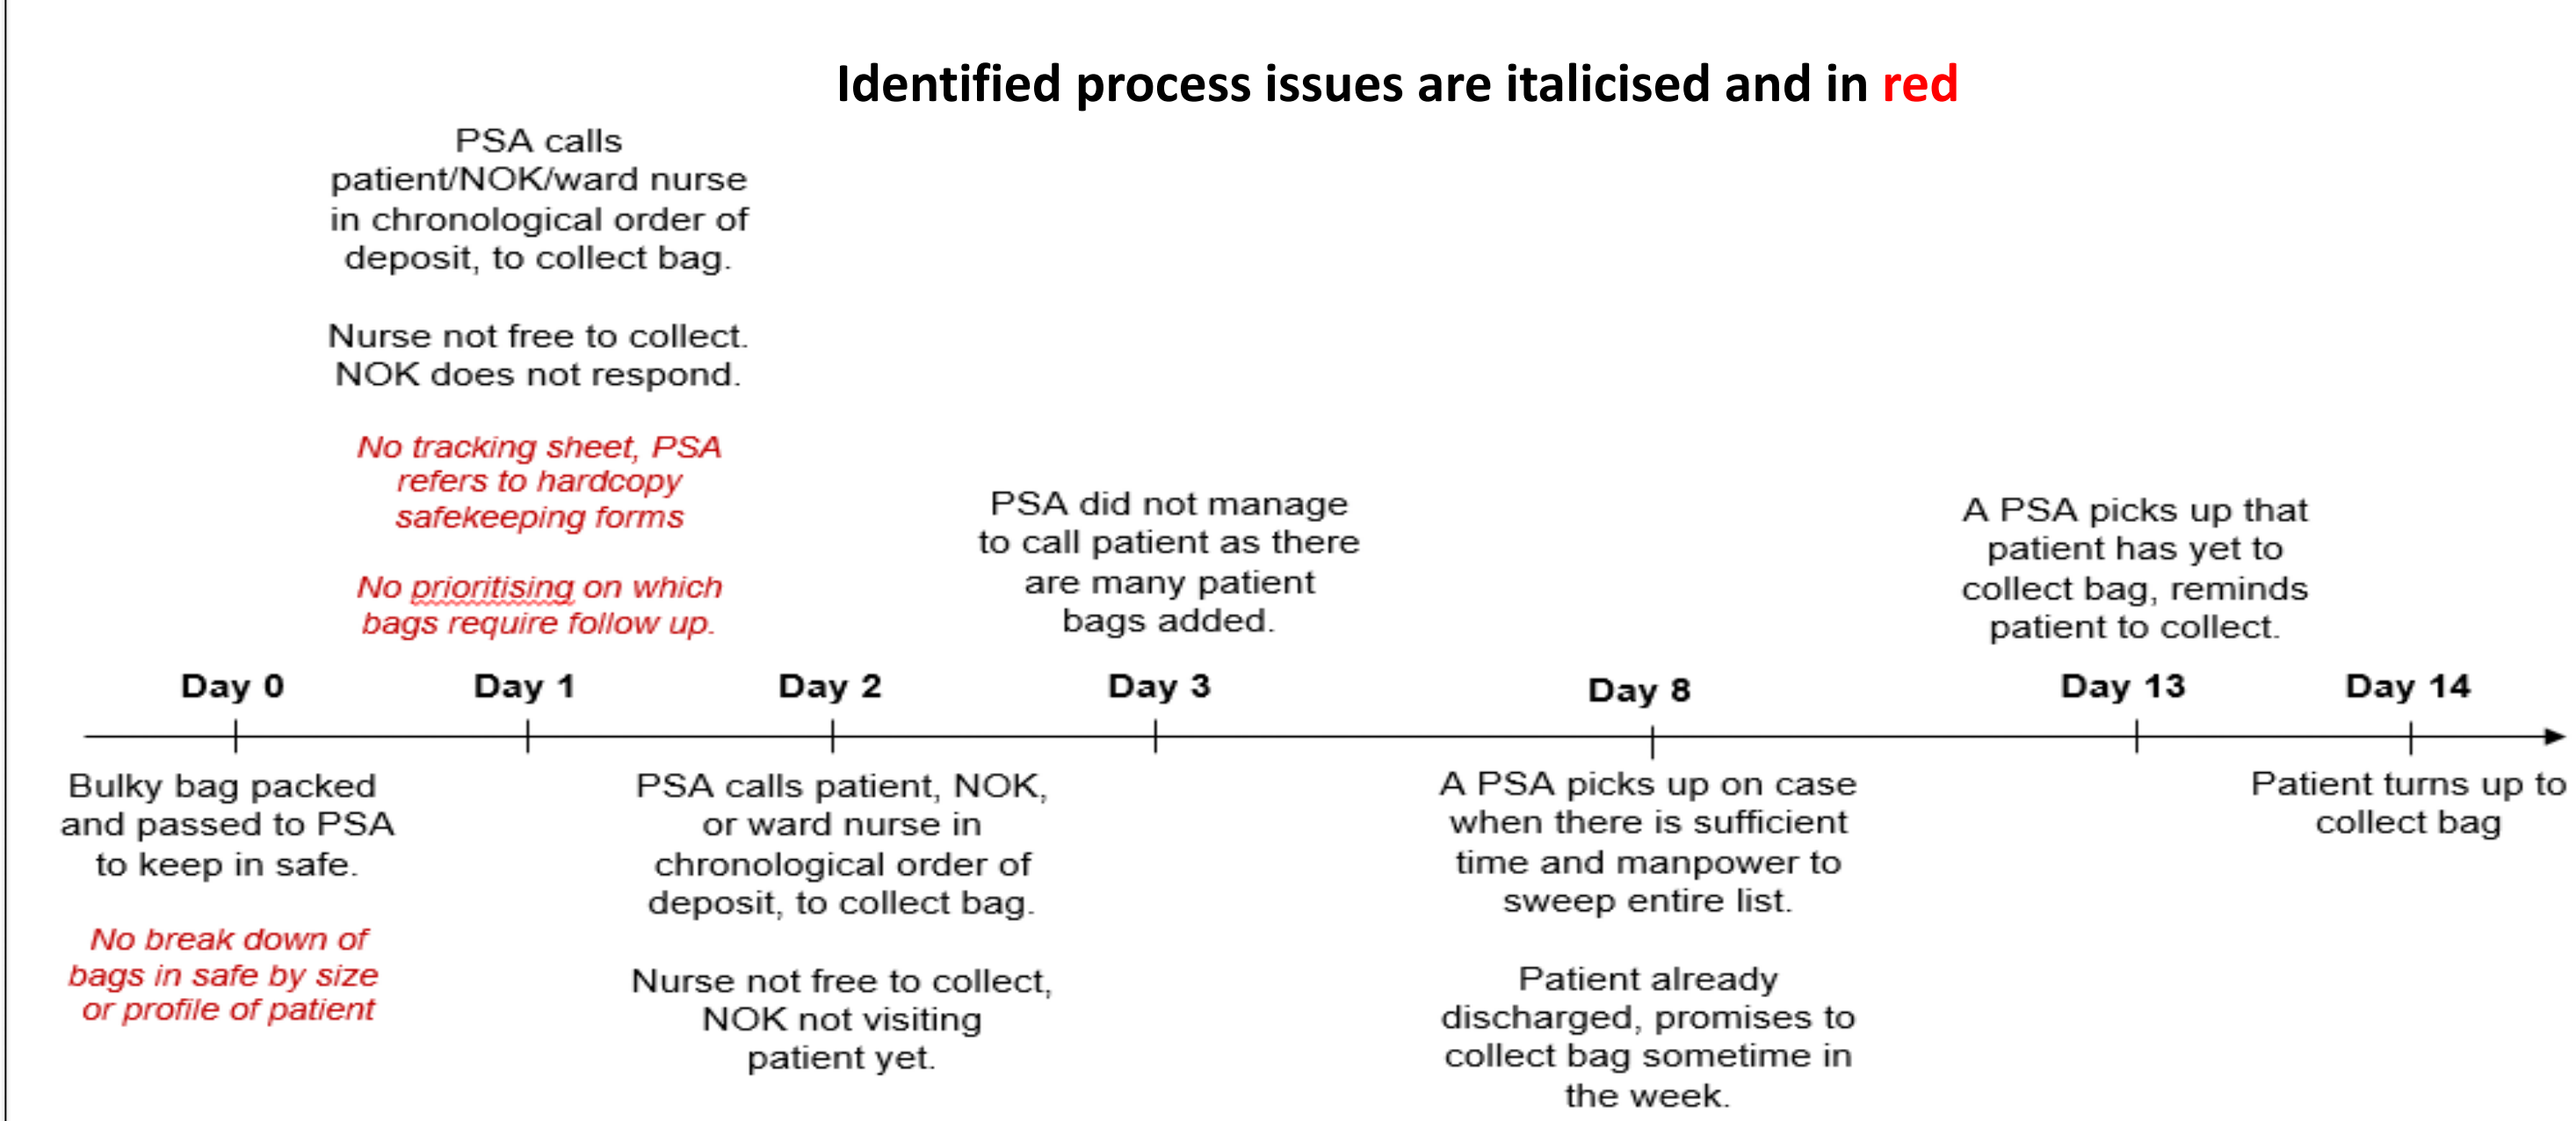 Identified process issues are italicised and in red
PSA calls
patient/NOK/ward nurse
in chronological order of
deposit, to collect bag.
Nurse not free to collect.
NOK does not respond.
No tracking sheet, PSA
refers to hardcopy
safekeeping forms
No prioritising on which
bags require follow up.
PSA did not manage
to call patient as there
are many patient
bags added.
A PSA picks up that
patient has yet to
collect bag, reminds
patient to collect.
Day 0
Day 1
Day 2
Day 3
Day 8
Day 13
Day 14
Bulky bag packed
and passed to PSA
to keep in safe.
No break down of
bags in safe by size
or profile of patient
PSA calls patient, NOK,
or ward nurse in
chronological order of
deposit, to collect bag.
Nurse not free to collect,
NOK not visiting
patient yet.
A PSA picks up on case
when there is sufficient
time and manpower to
sweep entire list.
Patient already
discharged, promises to
collect bag sometime in
the week.
Patient turns up to
collect bag